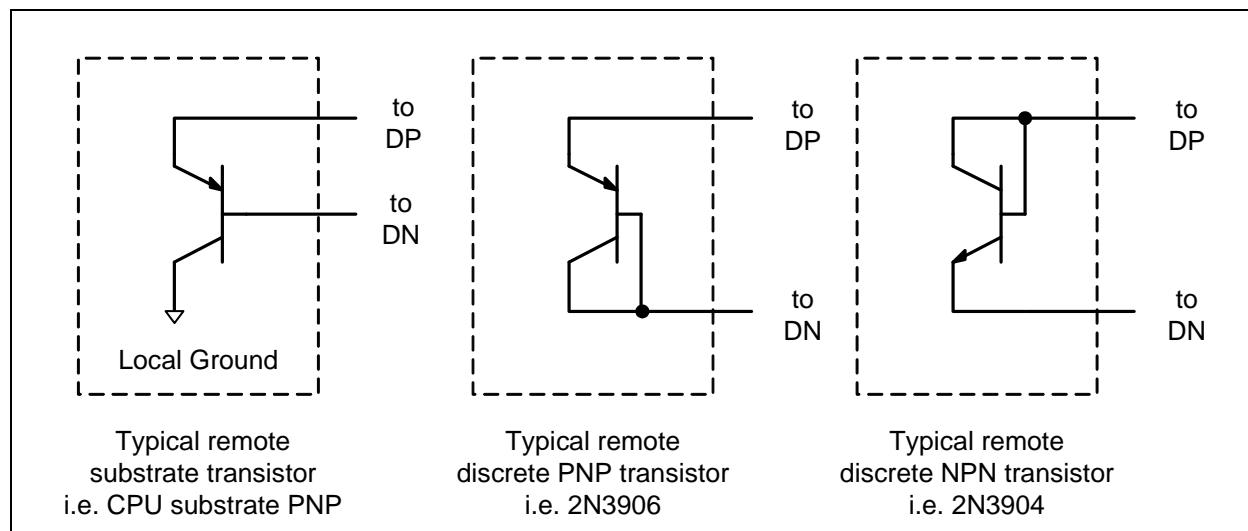 to
DP
to
DN
Local Ground
Typical remote
substrate transistor
i.e. CPU substrate PNP
to
DP
to
DN
Typical remote
discrete PNP transistor
i.e. 2N3906
to
DP
to
DN
Typical remote
discrete NPN transistor
i.e. 2N3904